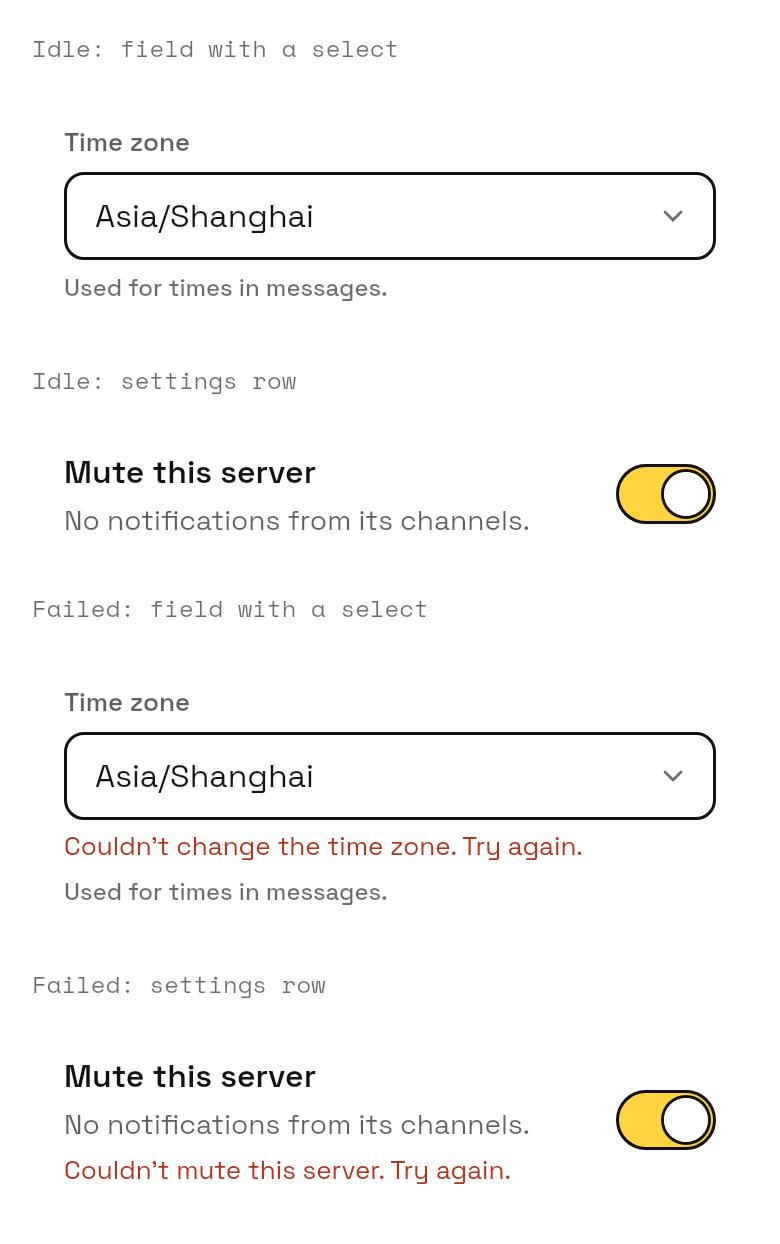 Idle: field with a select
Time zone
Asia/Shanghai
Used for times in messages.
Idle: settings row
Mute this server
No notifications from its channels.
Failed: field with a select
Time zone
Asia/Shanghai
Couldn’t change the time zone. Try again.
Used for times in messages.
Failed: settings row
Mute this server
No notifications from its channels.
Couldn’t mute this server. Try again.